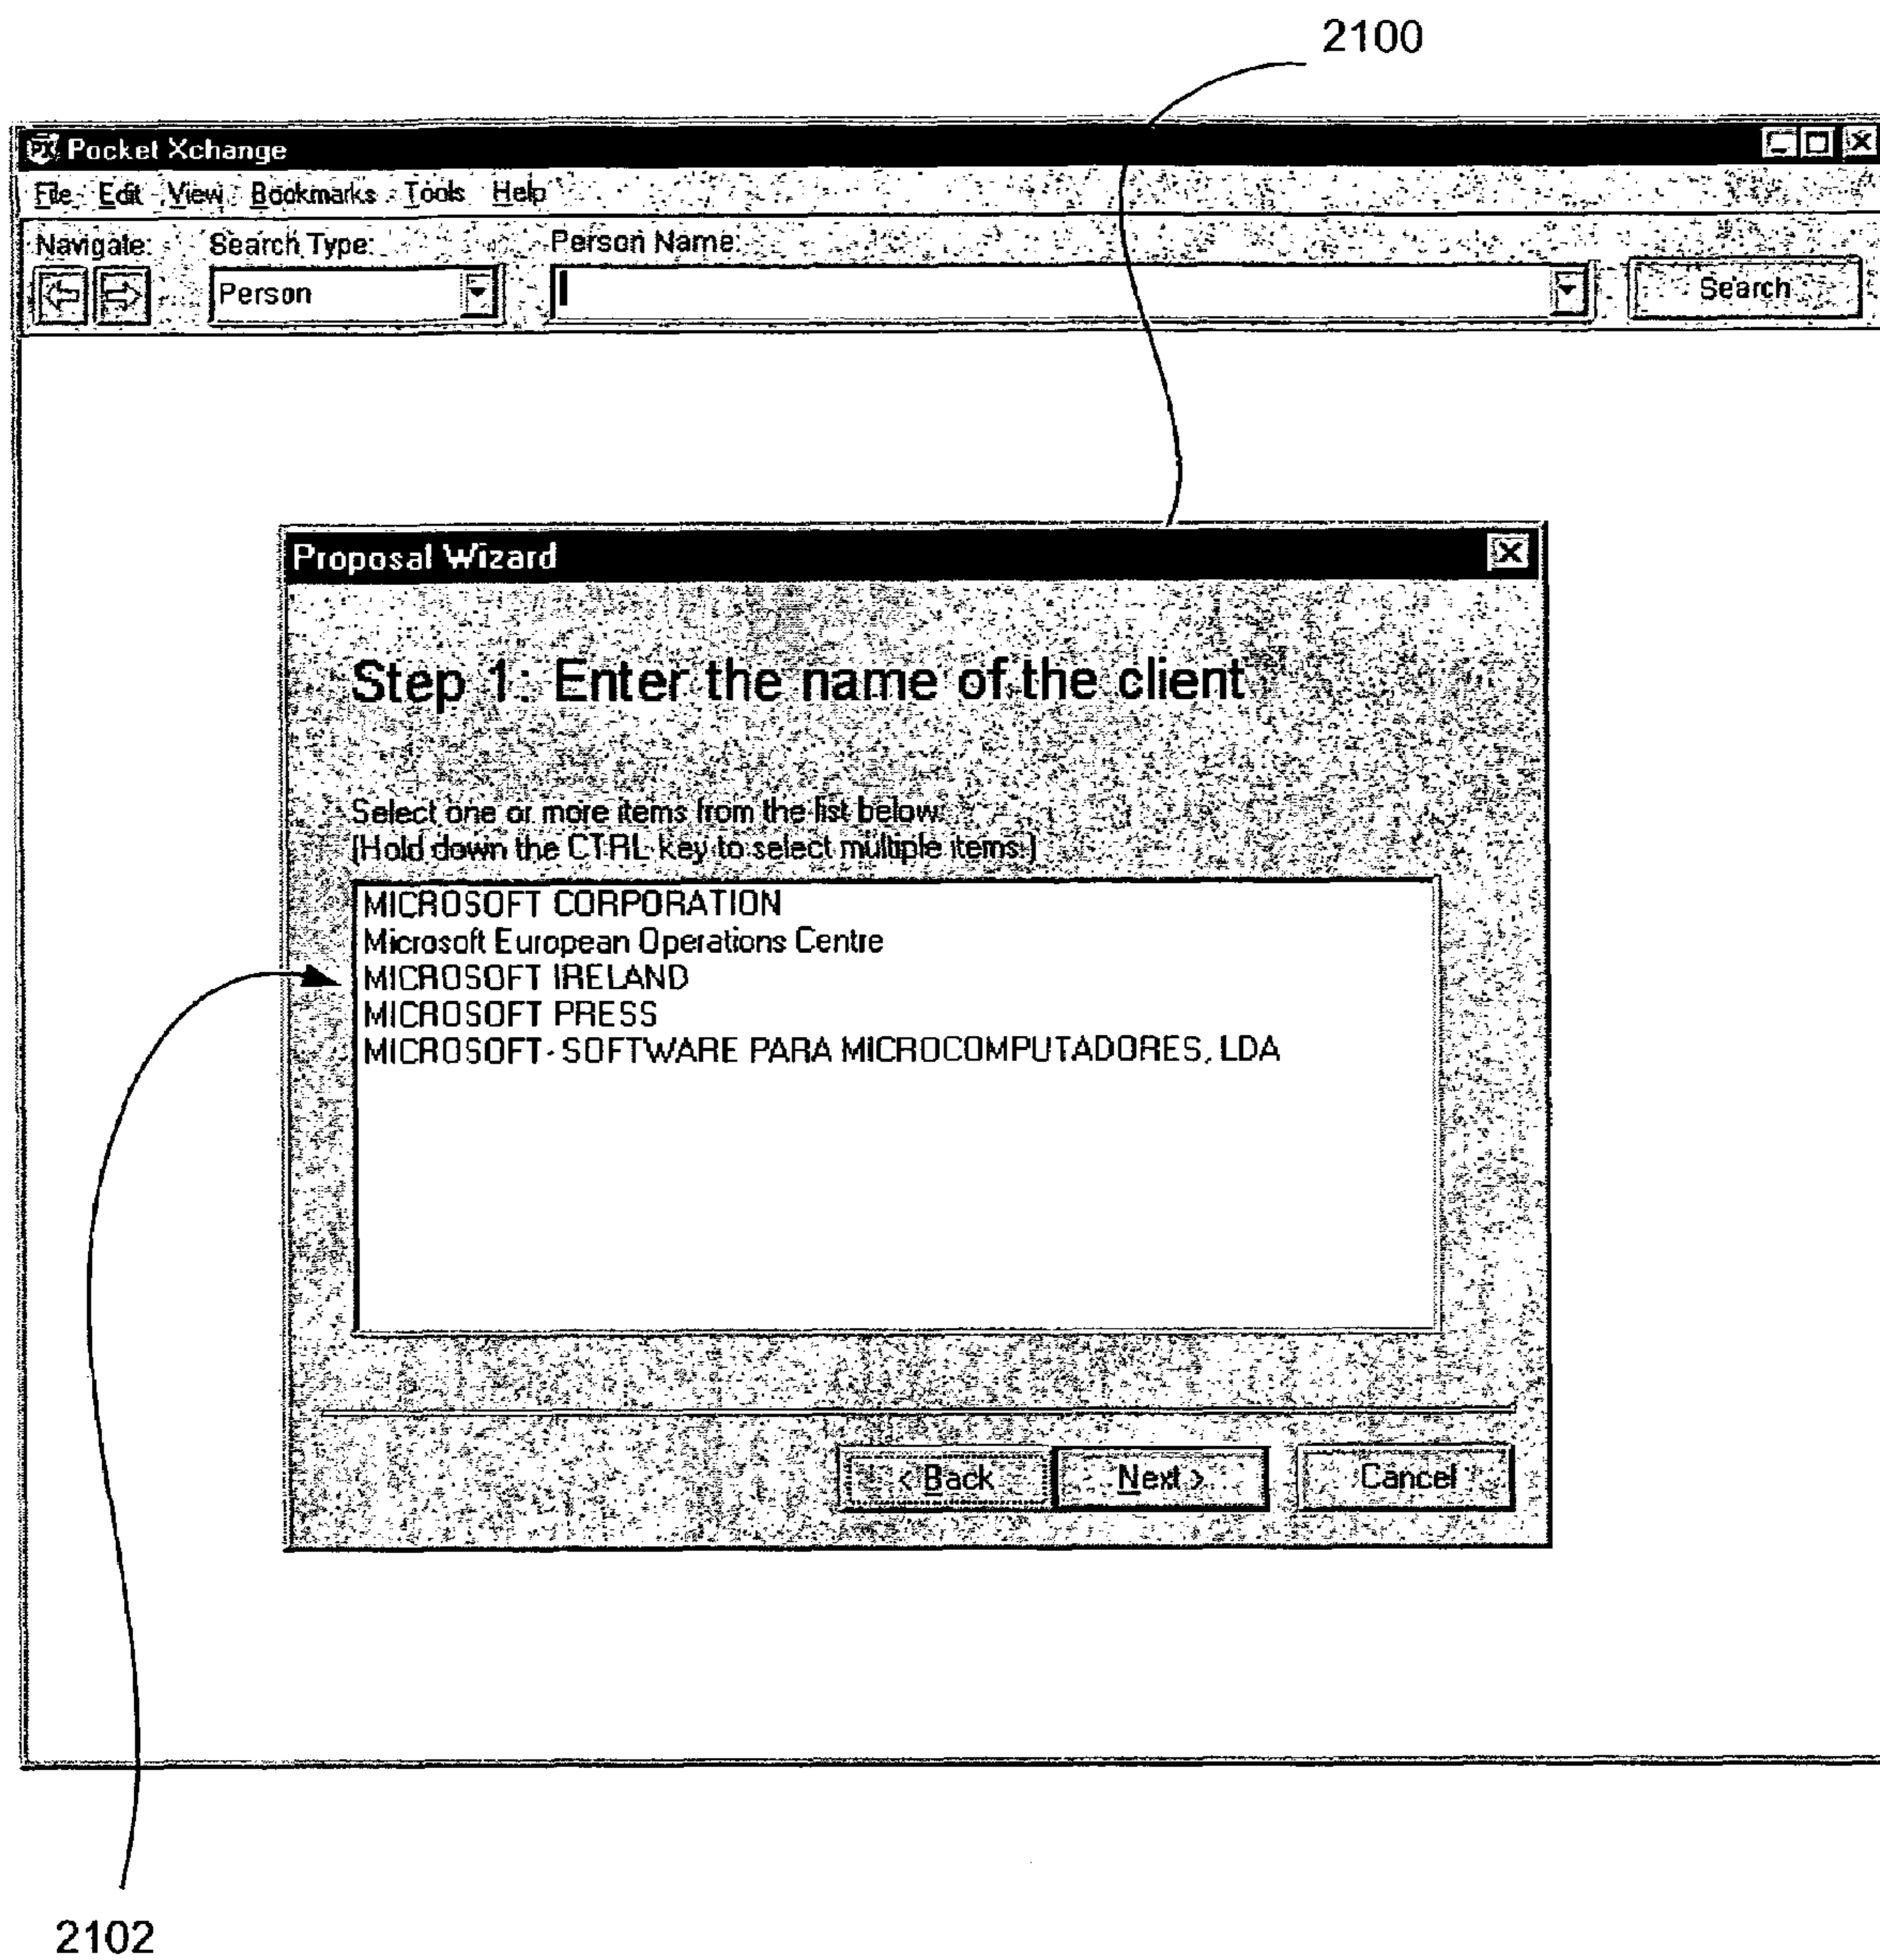 2100
PX Pocket Xchange
File Edit View Bookmarks Tools Help
Navigate: Search Type: Person Name:
Person Search
Proposal Wizard
Step 1: Enter the name of the client
Select one or more items from the list below.
(Hold down the CTRL key to select multiple items.)
MICROSOFT CORPORATION
Microsoft European Operations Centre
MICROSOFT IRELAND
MICROSOFT PRESS
MICROSOFT - SOFTWARE PARA MICROCOMPUTADORES, LDA
< Back Next > Cancel
2102